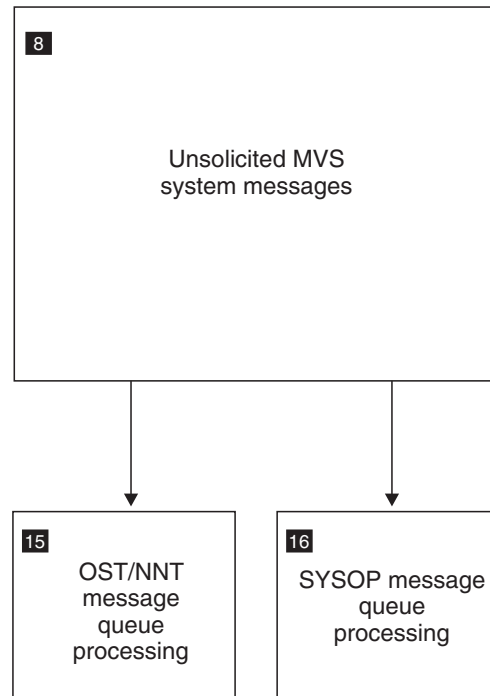 8
Unsolicited MVS
system messages
15
OST/NNT
message
queue
processing
16
SYSOP message
queue
processing